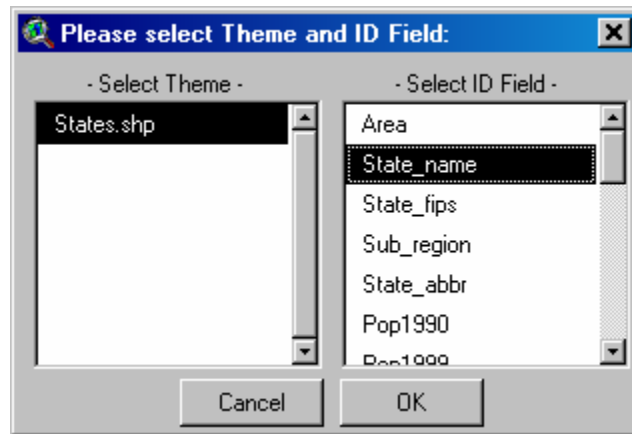 Please select Theme and ID Field:
- Select Theme -
- Select ID Field -
States.shp
Area
State_name
State_fips
Sub_region
State_abbr
Pop1990
Pop1999
Cancel
OK